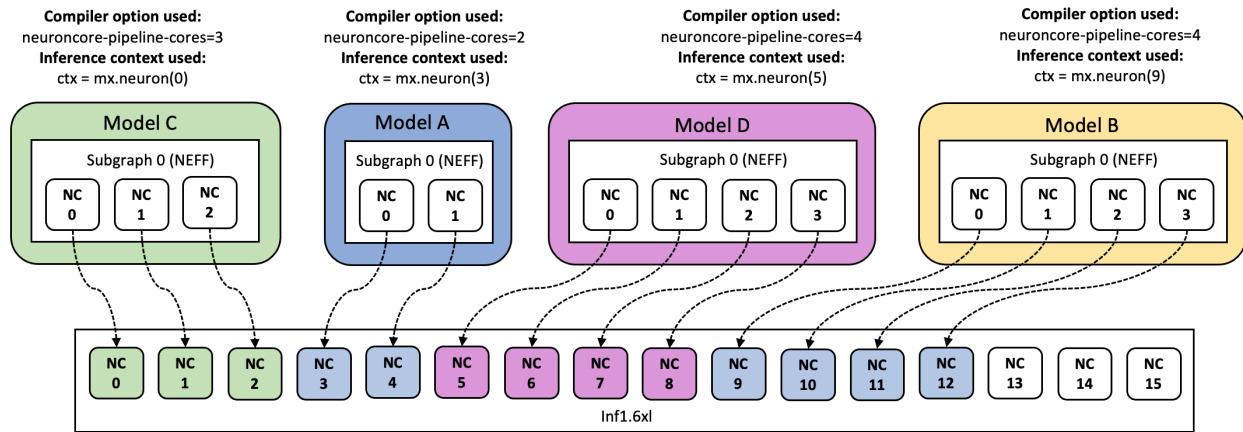 Compiler option used:
neuroncore-pipeline-cores=3
Inference context used:
ctx = mx.neuron(0)
Compiler option used:
neuroncore-pipeline-cores=2
Inference context used:
ctx = mx.neuron(3)
Compiler option used:
neuroncore-pipeline-cores=4
Inference context used:
ctx = mx.neuron(5)
Compiler option used:
neuroncore-pipeline-cores=4
Inference context used:
ctx = mx.neuron(9)
Model C
Subgraph 0 (NEFF)
NC
0
NC
1
NC
2
Model A
Subgraph 0 (NEFF)
NC
0
NC
1
Model D
Subgraph 0 (NEFF)
NC
0
NC
1
NC
2
NC
3
Model B
Subgraph 0 (NEFF)
NC
0
NC
1
NC
2
NC
3
NC
0
NC
1
NC
2
NC
3
NC
4
NC
5
NC
6
NC
7
NC
8
NC
9
NC
10
NC
11
NC
12
NC
13
NC
14
NC
15
Inf1.6xl